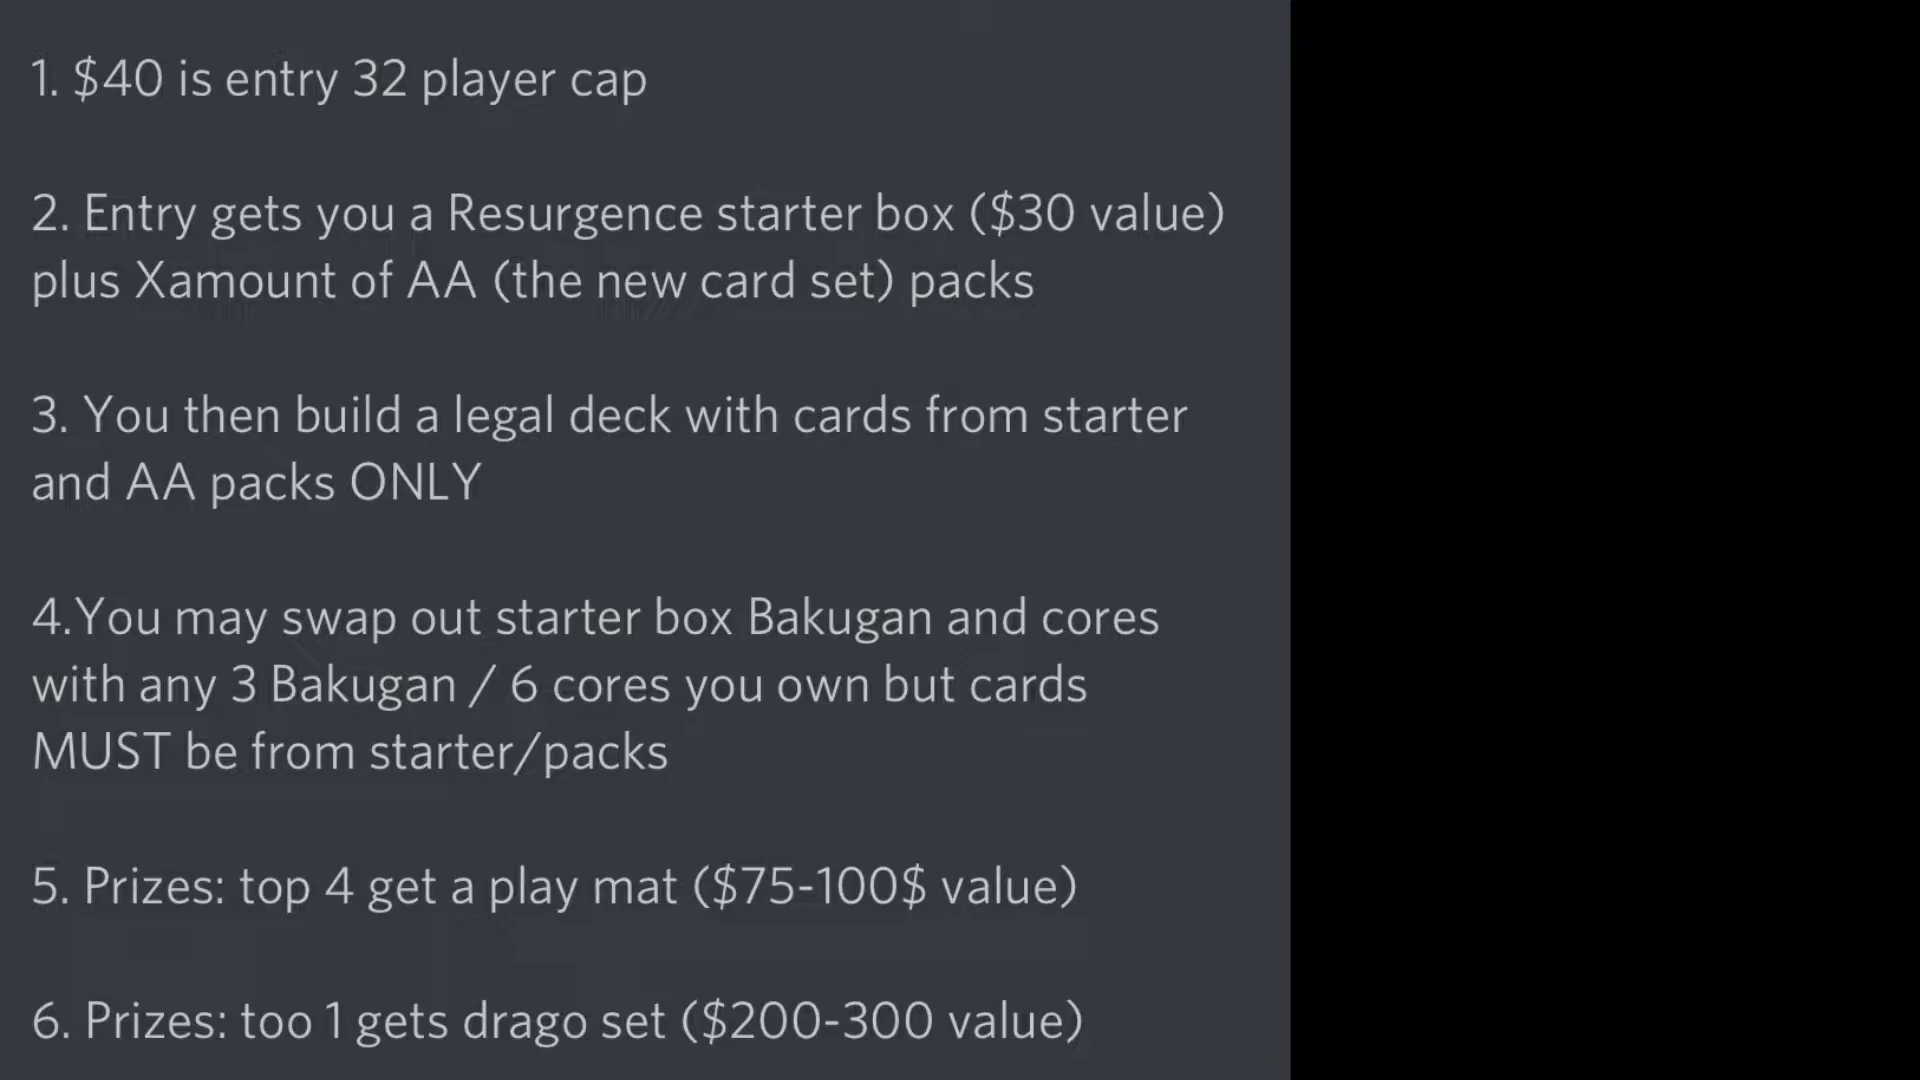 1. $40 is entry 32 player cap
2. Entry gets you a Resurgence starter box ($30 value)
plus Xamount of AA (the new card set) packs
3. You then build a legal deck with cards from starter
and AA packs ONLY
4.You may swap out starter box Bakugan and cores
with any 3 Bakugan / 6 cores you own but cards
MUST be from starter/packs
5. Prizes: top 4 get a play mat ($75-100$ value)
6. Prizes: too 1 gets drago set ($200-300 value)